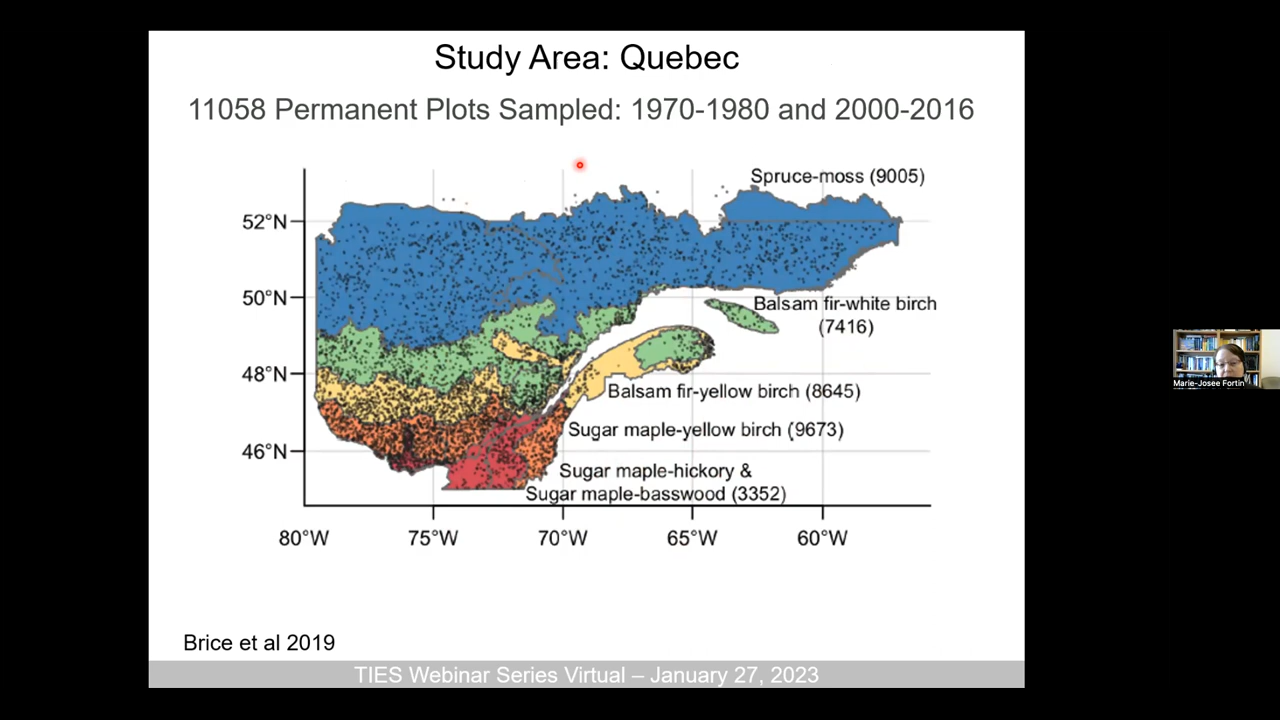 Study Area: Quebec
11058 Permanent Plots Sampled: 1970-1980 and 2000-2016
Spruce-moss (9005)
52°N
50°N
Balsam fir-white birch
(7416)
48°N
Balsam fir-yellow birch (8645)
Sugar maple-yellow birch (9673)
46°N
Sugar maple-hickory &
Sugar maple-basswood (3352)
80°W 75°W 70°W 65°W 60°W
Brice et al 2019
TIES Webinar Series Virtual – January 27, 2023
Marie-Josee Fortin